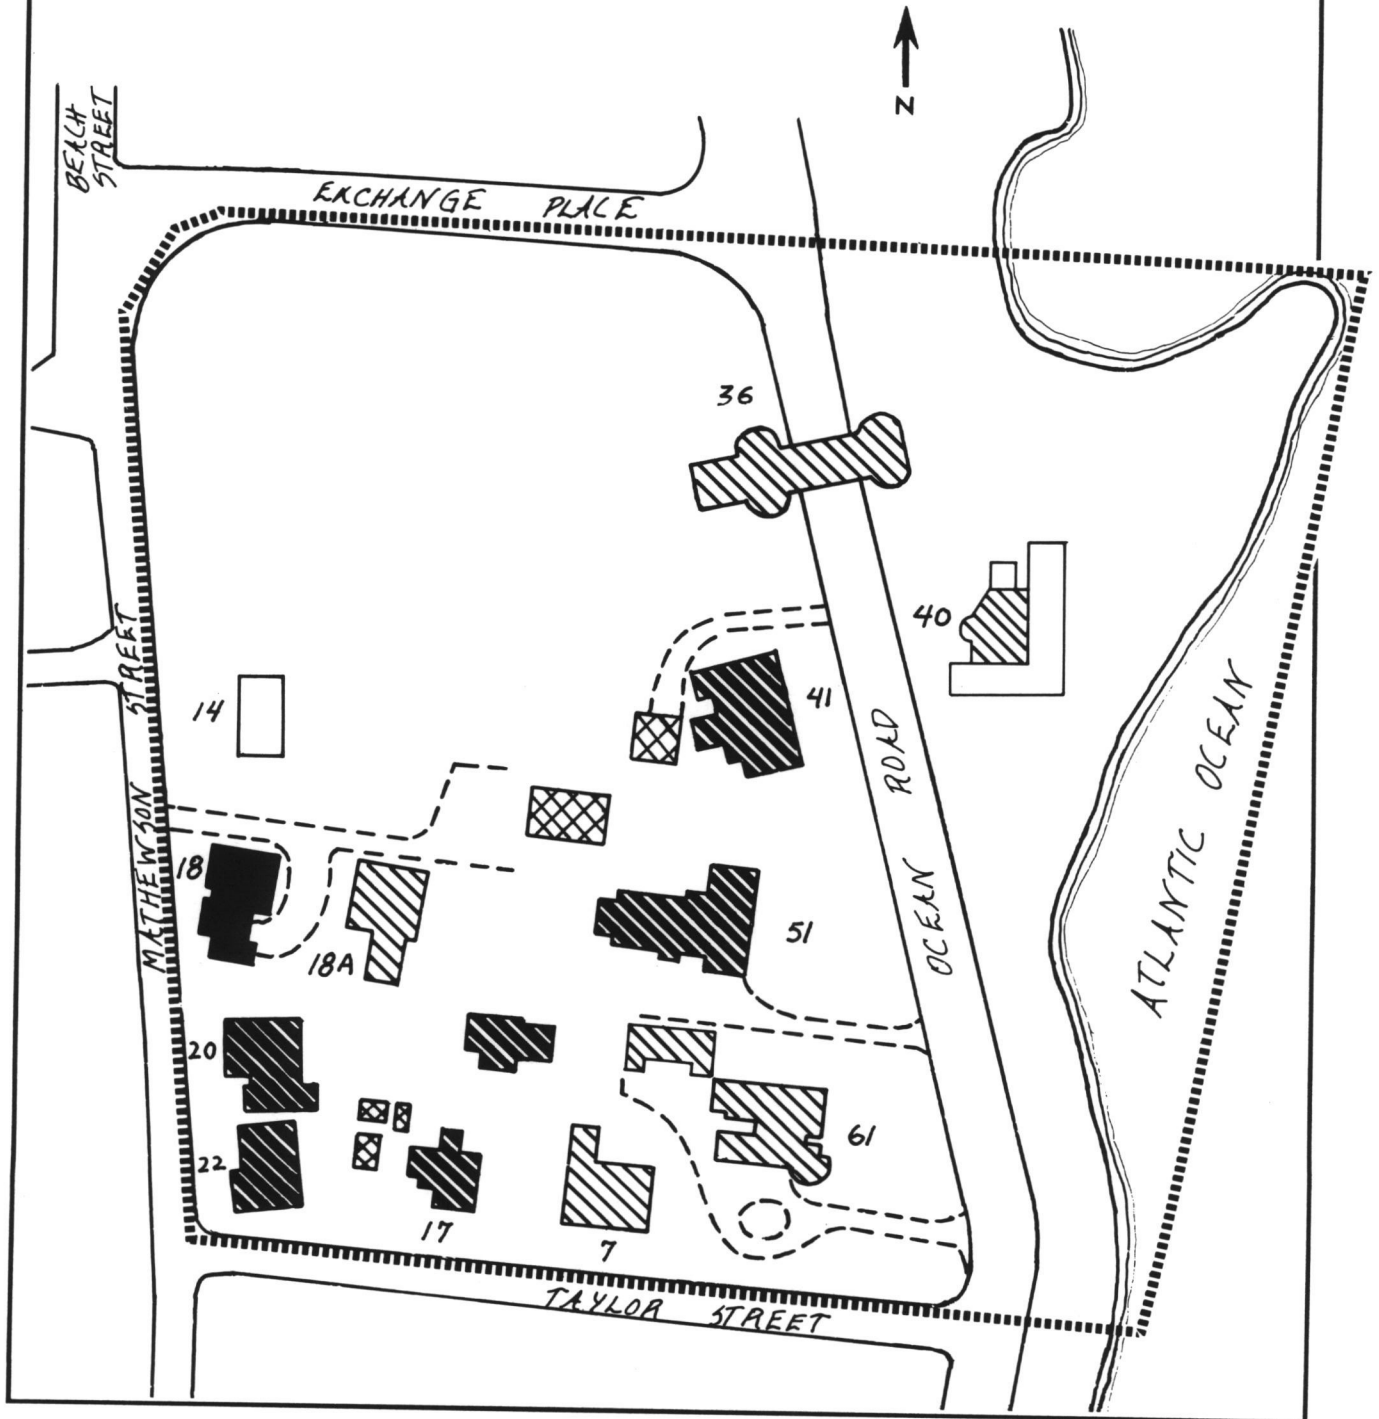 N
BEACH
STREET
EXCHANGE PLACE
36
40
41
14
MATHEWSON STREET
18
18A
51
OCEAN ROAD
ATLANTIC OCEAN
20
61
22
17
7
TAYLOR STREET